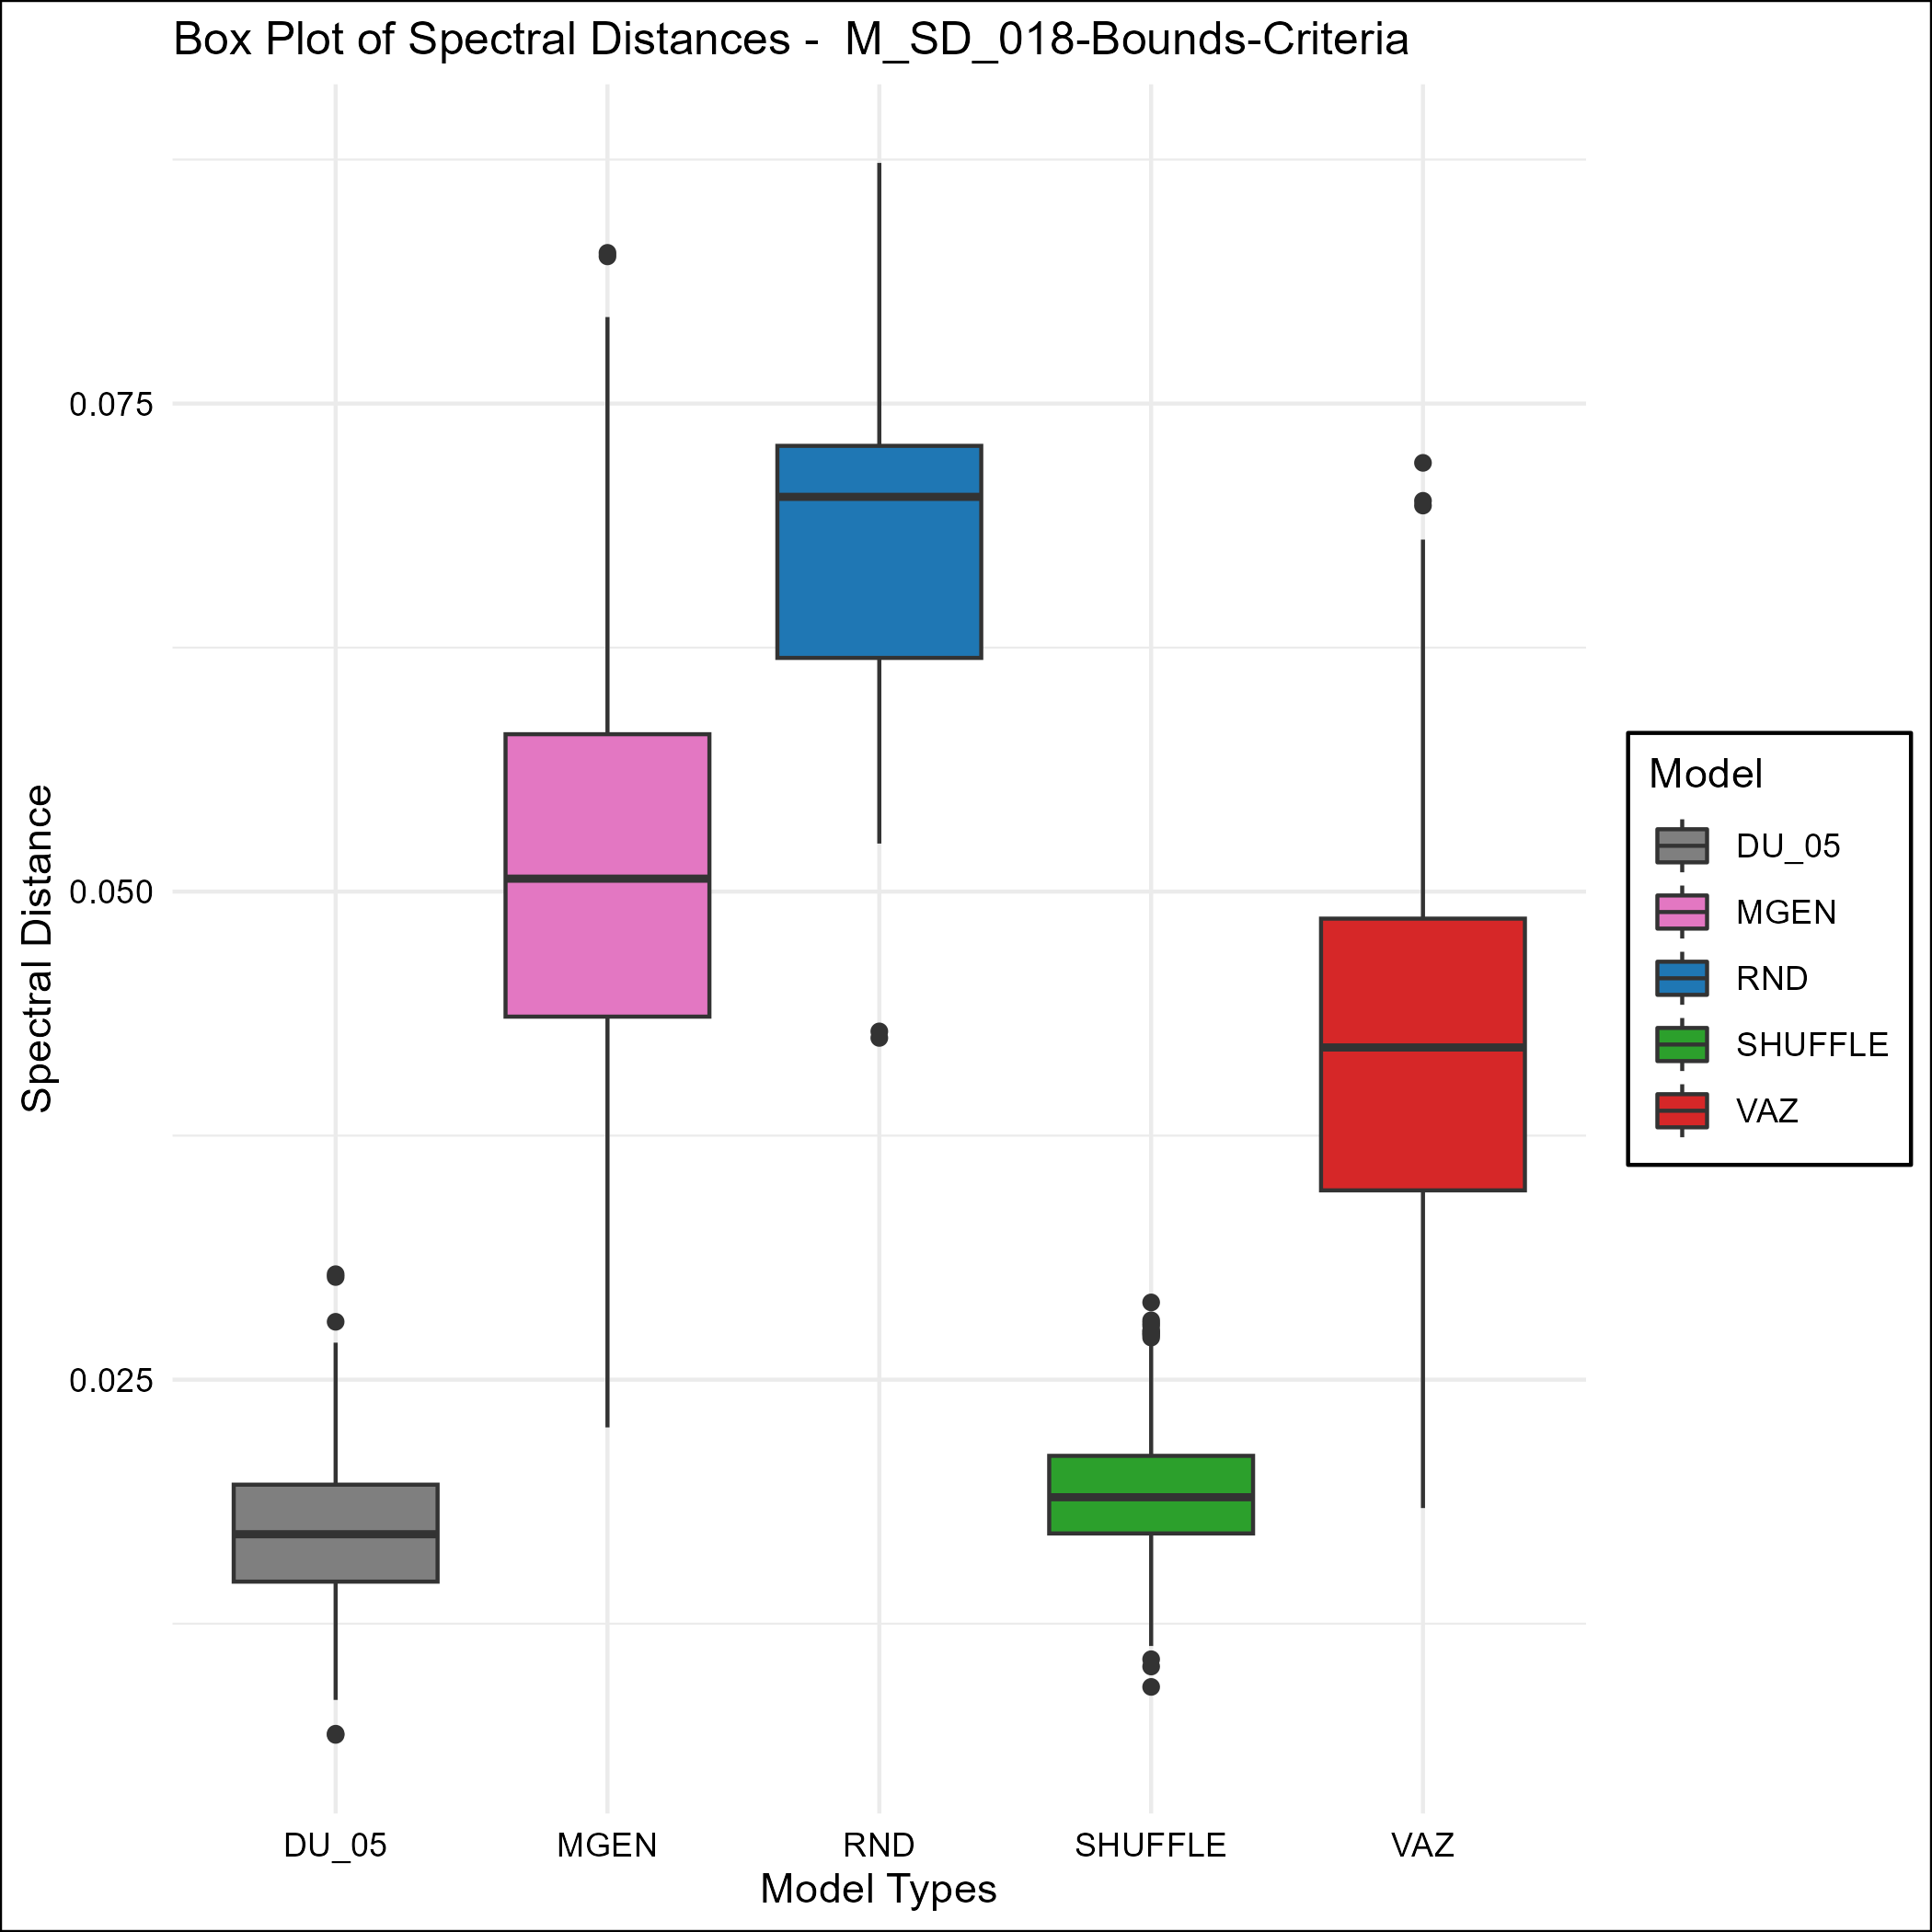 Box Plot of Spectral Distances -  M_SD_018-Bounds-Criteria
Spectral Distance
0.075
0.050
0.025
DU_05
MGEN
RND
SHUFFLE
VAZ
Model Types
Model
DU_05
MGEN
RND
SHUFFLE
VAZ